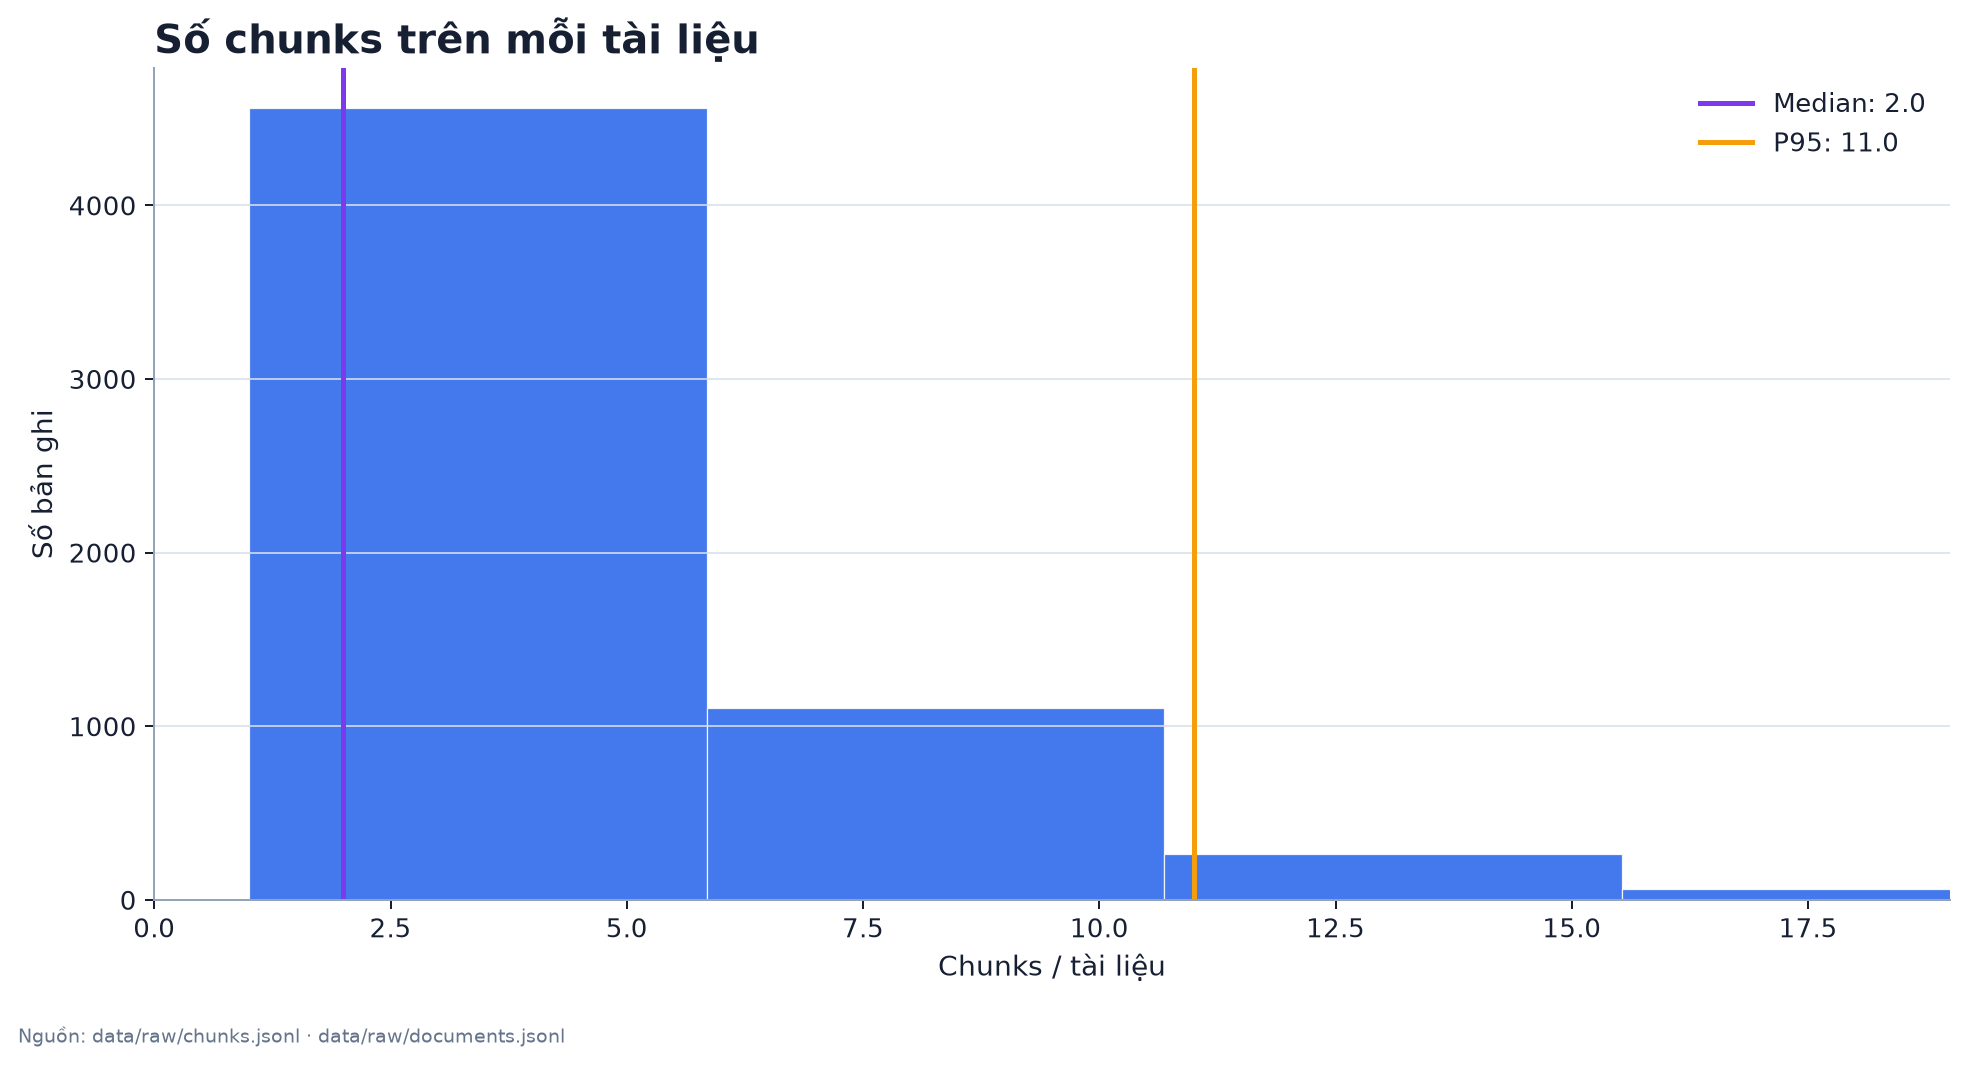 Số chunks trên mỗi tài liệu
Median: 2.0
P95: 11.0
Số bản ghi
4000
3000
2000
1000
0
0.0 2.5 5.0 7.5 10.0 12.5 15.0 17.5
Chunks / tài liệu
Nguồn: data/raw/chunks.jsonl · data/raw/documents.jsonl